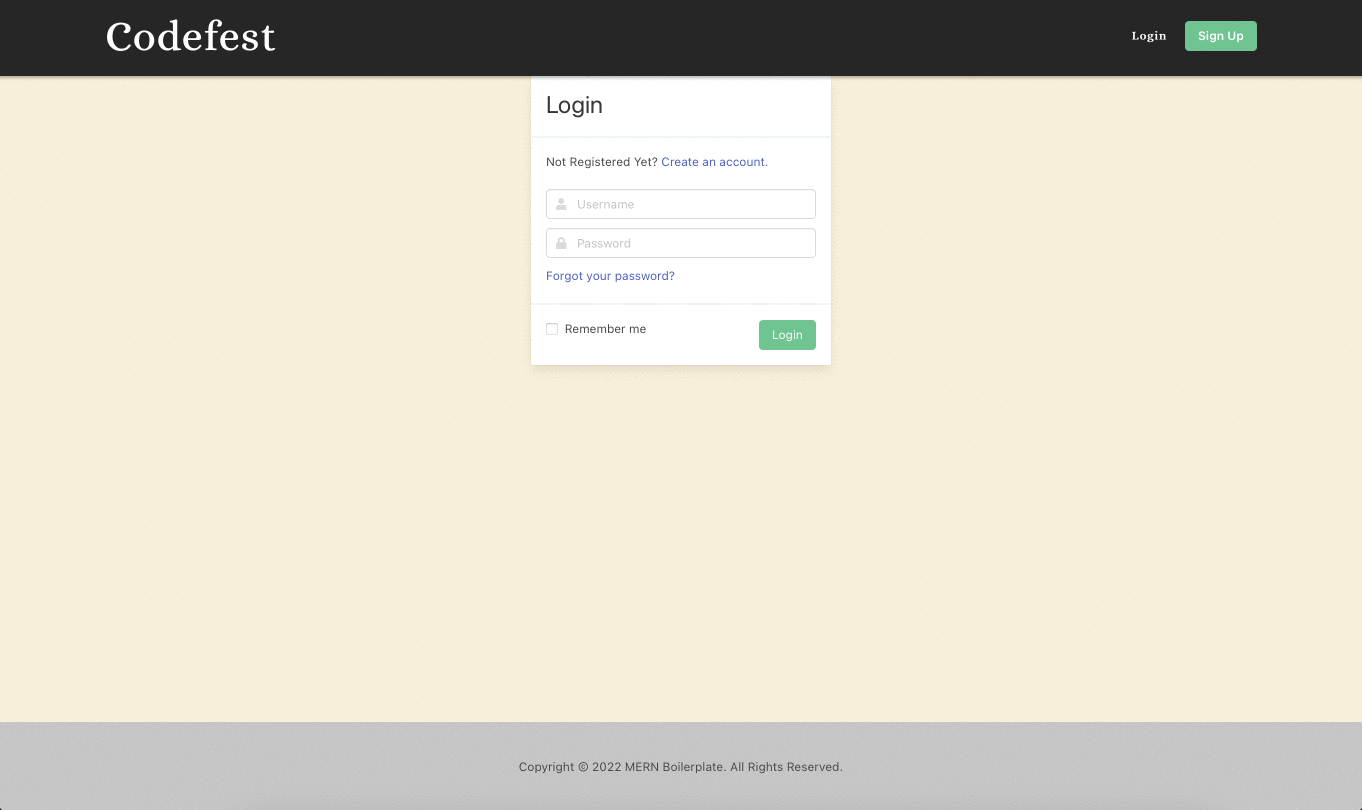 Codefest
Login
Sign Up
Login
Not Registered Yet? Create an account.
Username
Password
Forgot your password?
Remember me
Login
Copyright © 2022 MERN Boilerplate. All Rights Reserved.